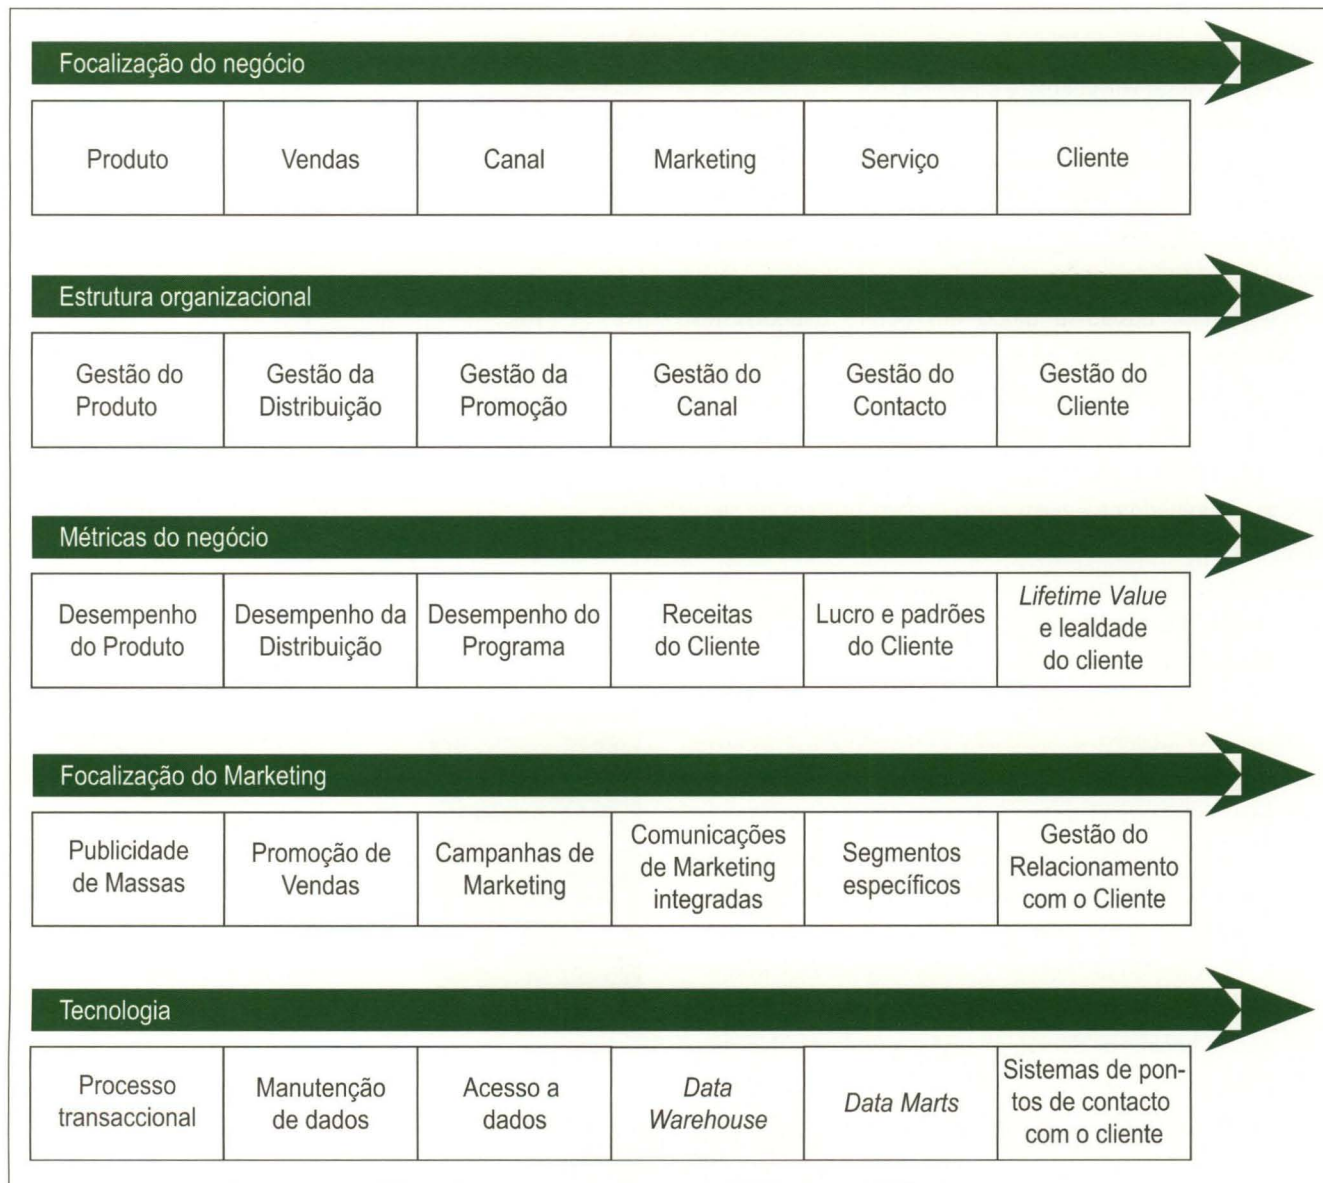 Focalização do negócio
Produto
Vendas
Canal
Marketing
Serviço
Cliente
Estrutura organizacional
Gestão do
Produto
Gestão da
Distribuição
Gestão da
Promoção
Gestão do
Canal
Gestão do
Contacto
Gestão do
Cliente
Métricas do negócio
Desempenho
do Produto
Desempenho da
Distribuição
Desempenho do
Programa
Receitas
do Cliente
Lucro e padrões
do Cliente
Lifetime Value
e lealdade
do cliente
Focalização do Marketing
Publicidade
de Massas
Promoção de
Vendas
Campanhas de
Marketing
Comunicações
de Marketing
integradas
Segmentos
específicos
Gestão do
Relacionamento
com o Cliente
Tecnologia
Processo
transaccional
Manutenção
de dados
Acesso a
dados
Data
Warehouse
Data Marts
Sistemas de pon-
tos de contacto
com o cliente